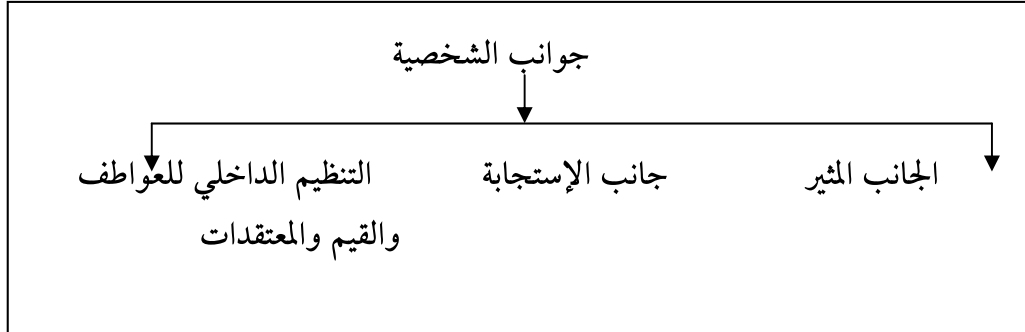 جوانب الشخصية
الجانب المثير
جانب الإستجابة
التنظيم الداخلي للعواطف
والقيم والمعتقدات